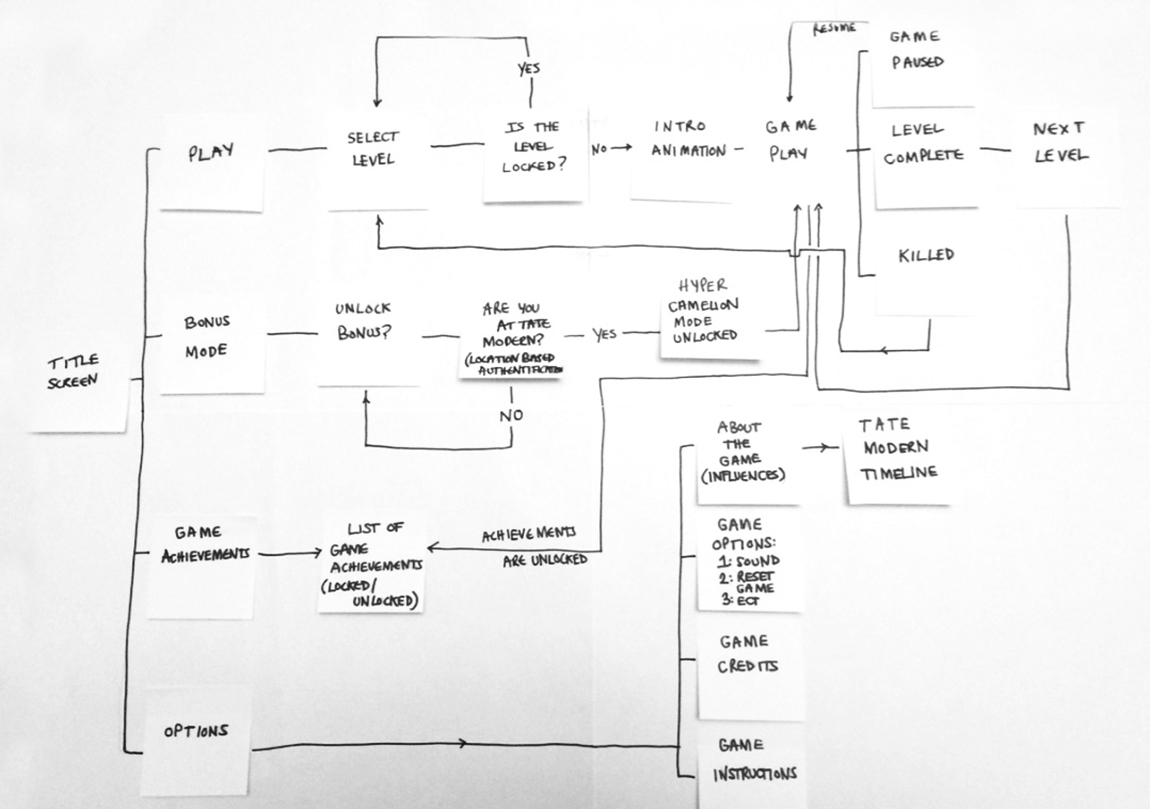 RESUME
GAME
PAUSED
YES
PLAY
SELECT
LEVEL
IS THE
LEVEL
LOCKED?
NO
INTRO
ANIMATION
GAME
PLAY
LEVEL
COMPLETE
NEXT
LEVEL
KILLED
TITLE
SCREEN
BONUS
MODE
UNLOCK
BONUS?
ARE YOU
AT TATE
MODERN?
(LOCATION BASED
AUTHENTIFICATION
YES
HYPER
CAMELION
MODE
UNLOCKED
NO
GAME
ACHIEVEMENTS
LIST OF
GAME
ACHIEVEMENTS
(LOCKED/
UNLOCKED)
ACHIEVEMENTS
ARE UNLOCKED
ABOUT
THE
GAME
(INFLUENCES)
TATE
MODERN
TIMELINE
GAME
OPTIONS:
1: SOUND
2: RESET
GAME
3: ECT
GAME
CREDITS
OPTIONS
GAME
INSTRUCTIONS